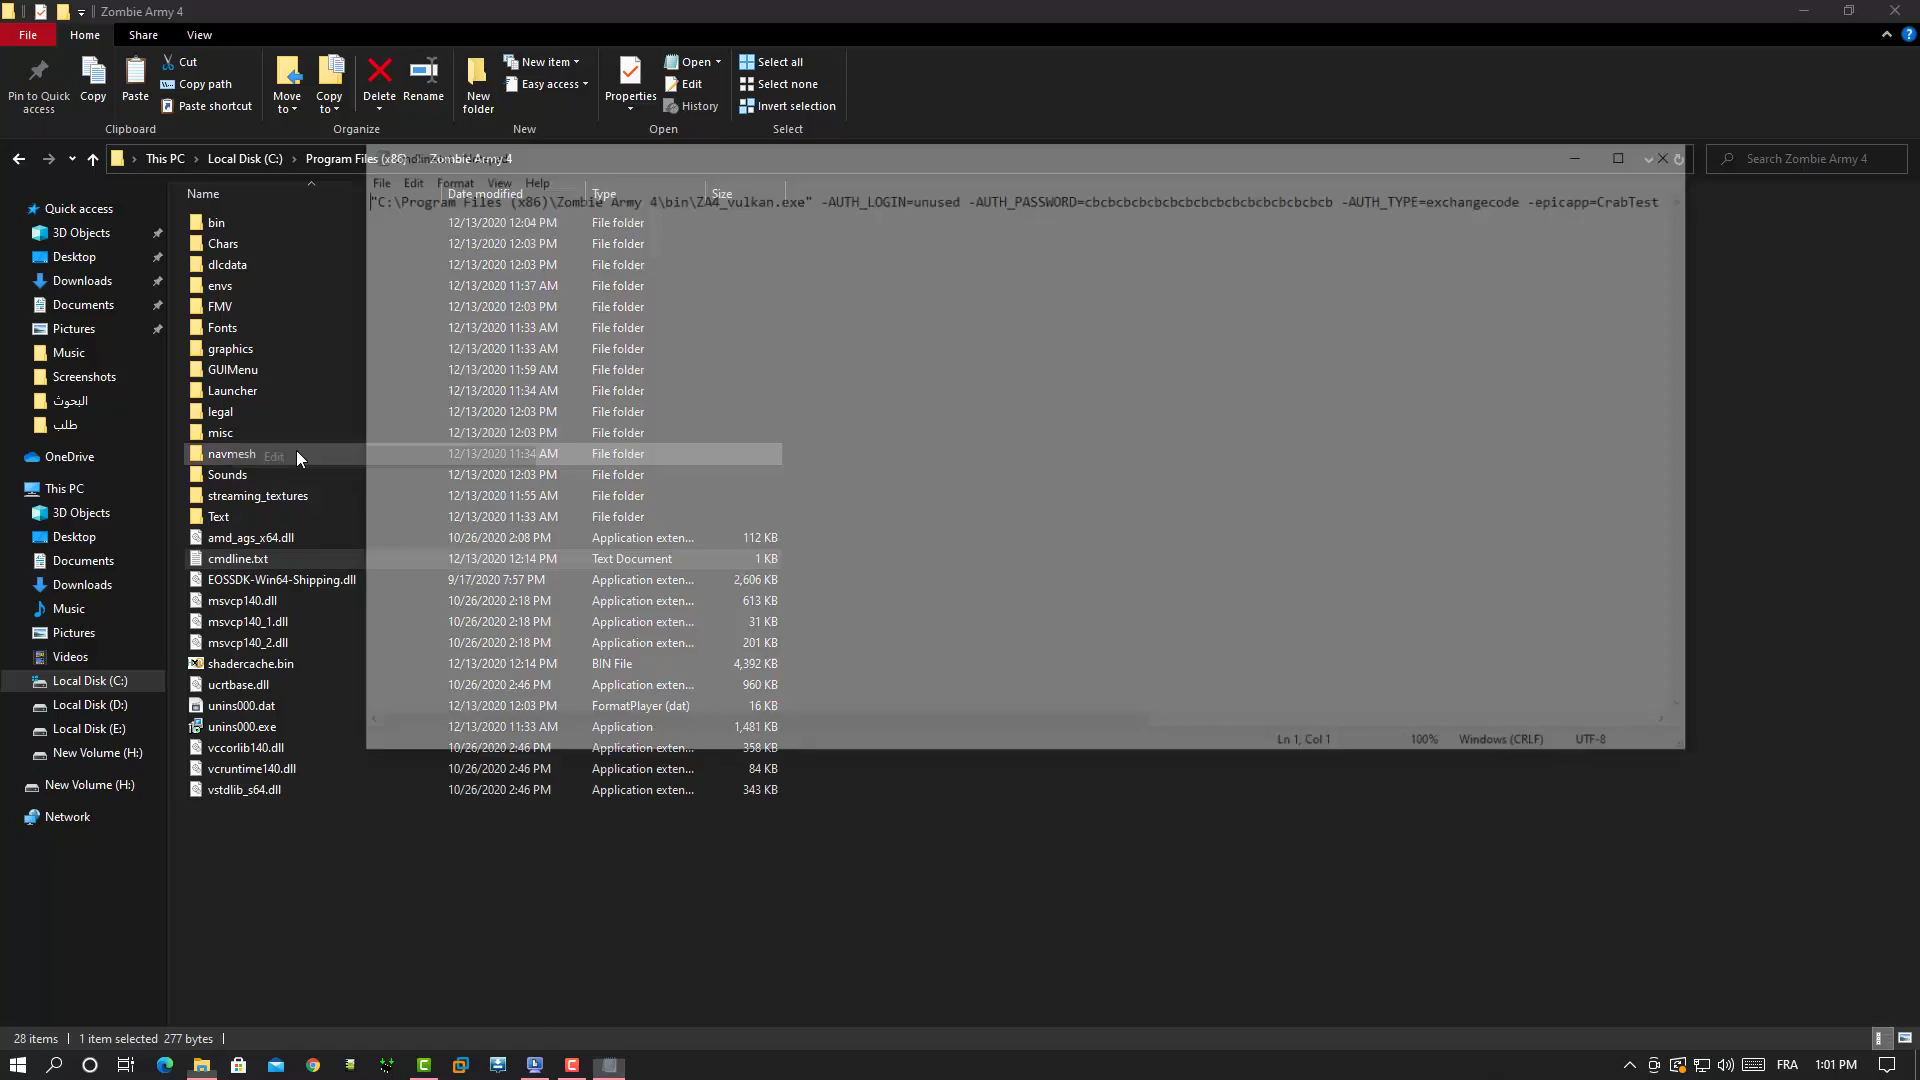 Zombie Army 4
File Home Share View
Pin to Quick access
Copy
Paste
Cut
Copy path
Paste shortcut
Clipboard
Move to
Copy to
Delete
Rename
Organize
New folder
New item
Easy access
New
Properties
Open
Edit
History
Open
Select all
Select none
Invert selection
Select
This PC > Local Disk (C:) > Program Files (x86) Zombie Army 4
Search Zombie Army 4
File Edit Format View Help
"C:\Program Files (x86)\Zombie Army 4\bin\ZA4_vulkan.exe" -AUTH_LOGIN=unused -AUTH_PASSWORD=cbcbcbcbcbcbcbcbcbcbcbcbcbcbcbcb -AUTH_TYPE=exchangecode -epicapp=CrabTest
Quick access
3D Objects
Desktop
Downloads
Documents
Pictures
Music
Screenshots
البحوث
طلب
OneDrive
This PC
3D Objects
Desktop
Documents
Downloads
Music
Pictures
Videos
Local Disk (C:)
Local Disk (D:)
Local Disk (E:)
New Volume (H:)
New Volume (H:)
Network
Name Date modified Type Size
bin 12/13/2020 12:04 PM File folder
Chars 12/13/2020 12:03 PM File folder
dlcdata 12/13/2020 12:03 PM File folder
envs 12/13/2020 11:37 AM File folder
FMV 12/13/2020 12:03 PM File folder
Fonts 12/13/2020 11:33 AM File folder
graphics 12/13/2020 11:33 AM File folder
GUIMenu 12/13/2020 11:59 AM File folder
Launcher 12/13/2020 11:34 AM File folder
legal 12/13/2020 12:03 PM File folder
misc 12/13/2020 12:03 PM File folder
navmesh Edit 12/13/2020 11:34 AM File folder
Sounds 12/13/2020 12:03 PM File folder
streaming_textures 12/13/2020 11:55 AM File folder
Text 12/13/2020 11:33 AM File folder
amd_ags_x64.dll 10/26/2020 2:08 PM Application exten... 112 KB
cmdline.txt 12/13/2020 12:14 PM Text Document 1 KB
EOSSDK-Win64-Shipping.dll 9/17/2020 7:57 PM Application exten... 2,606 KB
msvcp140.dll 10/26/2020 2:18 PM Application exten... 613 KB
msvcp140_1.dll 10/26/2020 2:18 PM Application exten... 31 KB
msvcp140_2.dll 10/26/2020 2:18 PM Application exten... 201 KB
shadercache.bin 12/13/2020 12:14 PM BIN File 4,392 KB
ucrtbase.dll 10/26/2020 2:46 PM Application exten... 960 KB
unins000.dat 12/13/2020 12:03 PM FormatPlayer (dat) 16 KB
unins000.exe 12/13/2020 11:33 AM Application 1,481 KB
vccorlib140.dll 10/26/2020 2:46 PM Application exten... 358 KB
vcruntime140.dll 10/26/2020 2:46 PM Application exten... 84 KB
vstdlib_s64.dll 10/26/2020 2:46 PM Application exten... 343 KB
Ln 1, Col 1 100% Windows (CRLF) UTF-8
28 items 1 item selected 277 bytes
FRA 1:01 PM